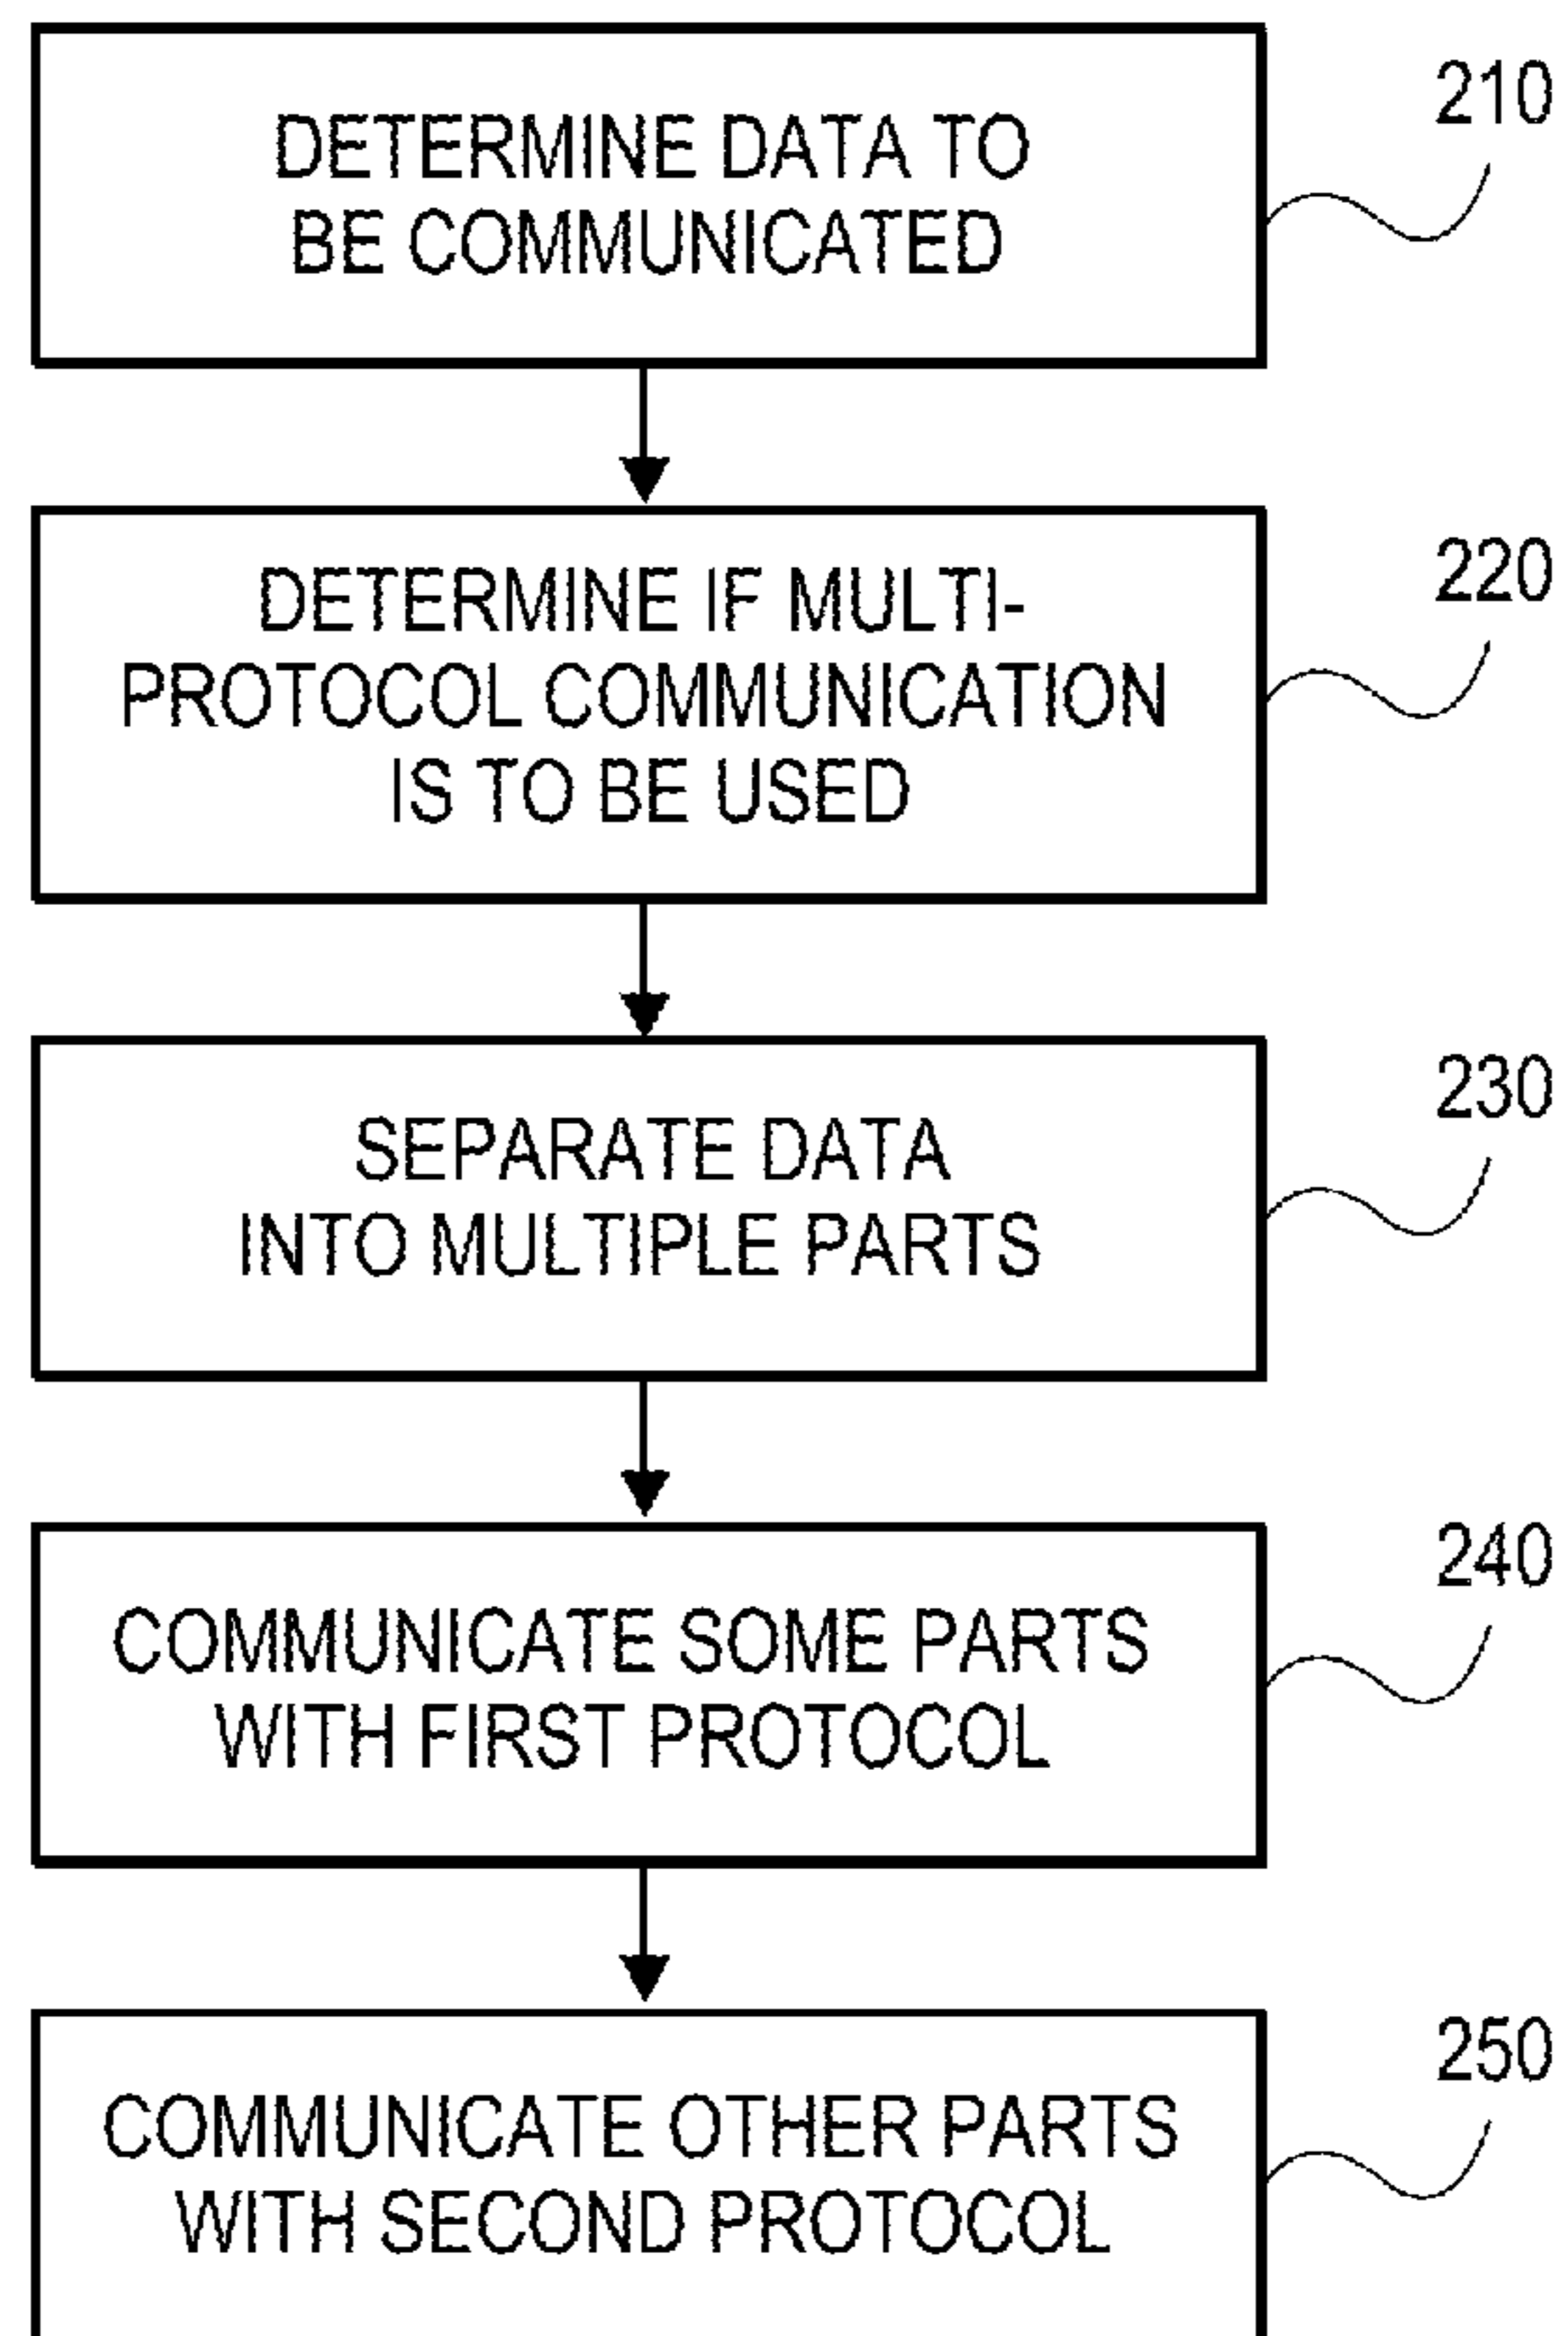 DETERMINE DATA TO
BE COMMUNICATED
210
DETERMINE IF MULTI-
PROTOCOL COMMUNICATION
IS TO BE USED
220
SEPARATE DATA
INTO MULTIPLE PARTS
230
COMMUNICATE SOME PARTS
WITH FIRST PROTOCOL
240
COMMUNICATE OTHER PARTS
WITH SECOND PROTOCOL
250